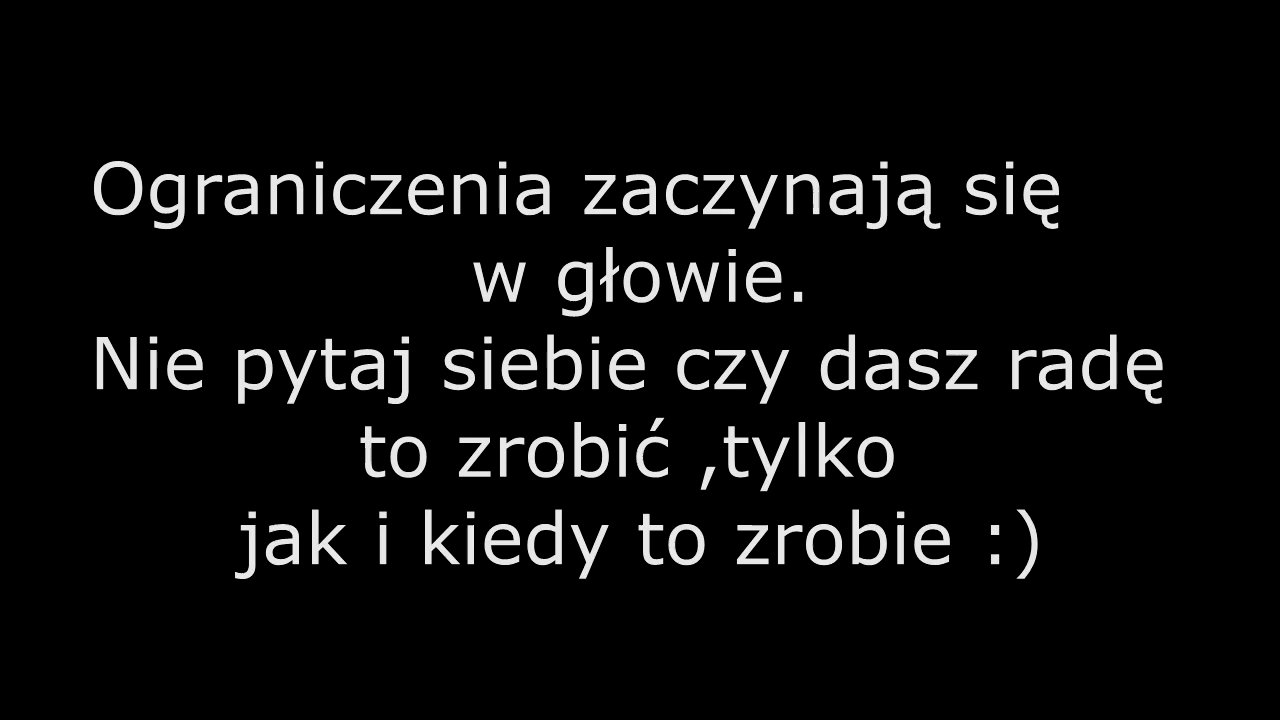 Ograniczenia zaczynają się
w głowie.
Nie pytaj siebie czy dasz radę
to zrobić ,tylko
jak i kiedy to zrobie :)